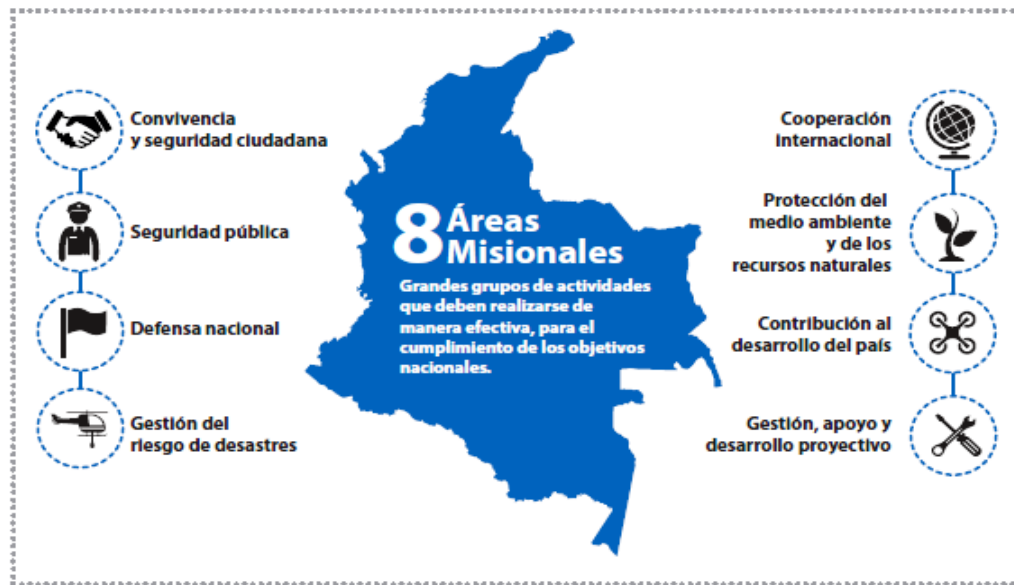 Convivencia
y seguridad ciudadana
Seguridad pública
Defensa nacional
Gestión del
riesgo de desastres
8 Áreas
Misionales
Grandes grupos de actividades
que deben realizarse de
manera efectiva, para el
cumplimiento de los objetivos
nacionales.
Cooperación
internacional
Protección del
medio ambiente
y de los
recursos naturales
Contribución al
desarrollo del país
Gestión, apoyo y
desarrollo proyectivo